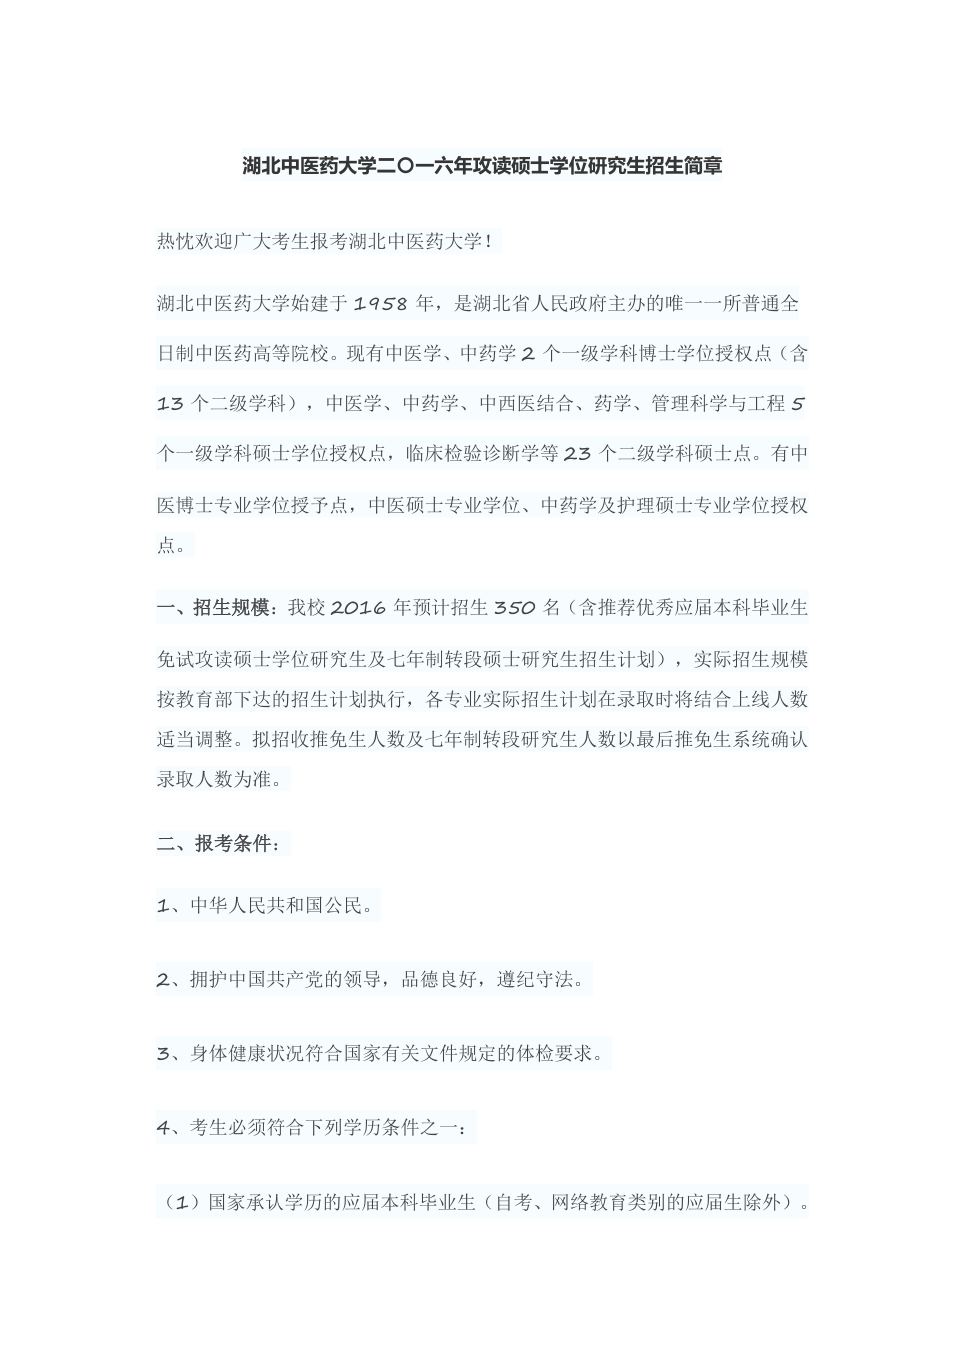 湖北中医药大学二〇一六年攻读硕士学位研究生招生简章
热忱欢迎广大考生报考湖北中医药大学！
湖北中医药大学始建于 1958 年，是湖北省人民政府主办的唯一一所普通全
日制中医药高等院校。现有中医学、中药学 2 个一级学科博士学位授权点（含
13 个二级学科），中医学、中药学、中西医结合、药学、管理科学与工程 5
个一级学科硕士学位授权点，临床检验诊断学等 23 个二级学科硕士点。有中
医博士专业学位授予点，中医硕士专业学位、中药学及护理硕士专业学位授权
点。
一、招生规模：我校 2016 年预计招生 350 名（含推荐优秀应届本科毕业生
免试攻读硕士学位研究生及七年制转段硕士研究生招生计划），实际招生规模
按教育部下达的招生计划执行，各专业实际招生计划在录取时将结合上线人数
适当调整。拟招收推免生人数及七年制转段研究生人数以最后推免生系统确认
录取人数为准。
二、报考条件：
1、中华人民共和国公民。
2、拥护中国共产党的领导，品德良好，遵纪守法。
3、身体健康状况符合国家有关文件规定的体检要求。
4、考生必须符合下列学历条件之一：
（1）国家承认学历的应届本科毕业生（自考、网络教育类别的应届生除外）。